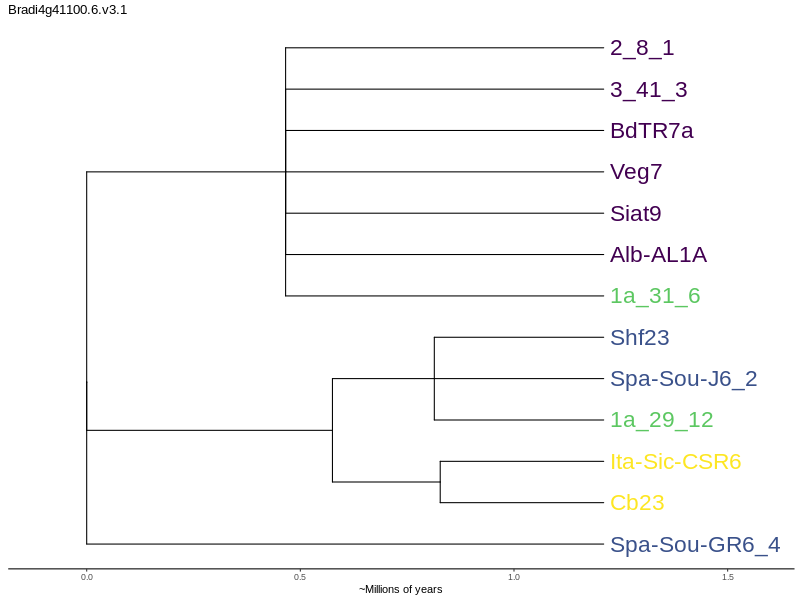 Bradi4g41100.6.v3.1
2_8_1
3_41_3
BdTR7a
Veg7
Siat9
Alb-AL1A
1a_31_6
Shf23
Spa-Sou-J6_2
1a_29_12
Ita-Sic-CSR6
Cb23
Spa-Sou-GR6_4
0.0 0.5 1.0 1.5
~Millions of years